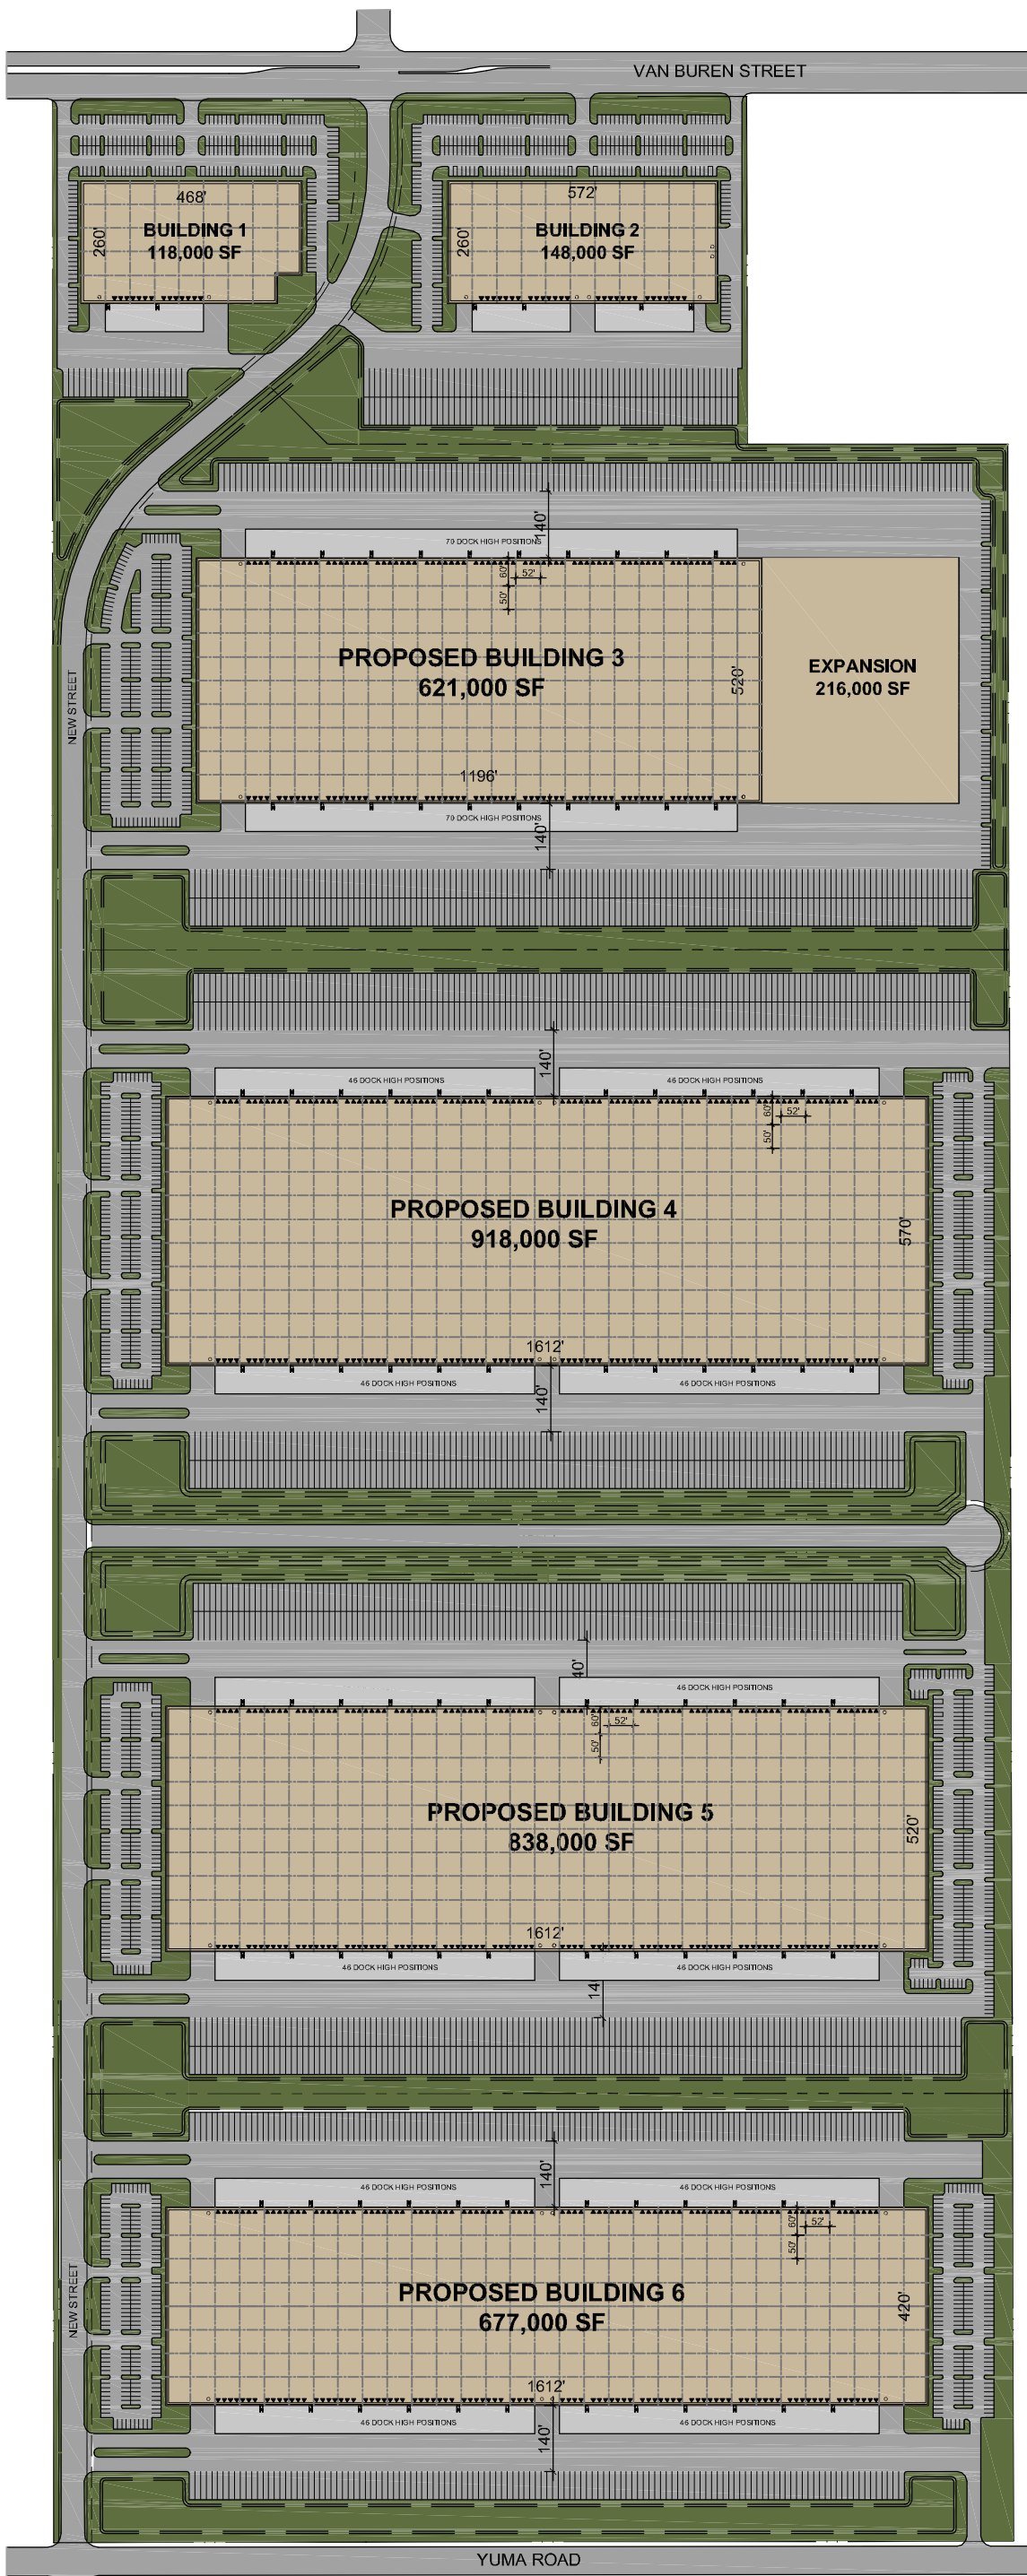 VAN BUREN STREET
468'
260'
BUILDING 1
118,000 SF
572'
260'
BUILDING 2
148,000 SF
140'
70 DOCK HIGH POSITIONS
60'
52'
50'
PROPOSED BUILDING 3
621,000 SF
520'
EXPANSION
216,000 SF
NEW STREET
1196'
70 DOCK HIGH POSITIONS
140'
140'
46 DOCK HIGH POSITIONS
46 DOCK HIGH POSITIONS
60'
52'
50'
PROPOSED BUILDING 4
918,000 SF
570'
1612'
46 DOCK HIGH POSITIONS
46 DOCK HIGH POSITIONS
140'
40'
46 DOCK HIGH POSITIONS
60'
52'
50'
PROPOSED BUILDING 5
838,000 SF
520'
1612'
46 DOCK HIGH POSITIONS
46 DOCK HIGH POSITIONS
14
140'
46 DOCK HIGH POSITIONS
46 DOCK HIGH POSITIONS
60'
52'
50'
NEW STREET
PROPOSED BUILDING 6
677,000 SF
420'
1612'
46 DOCK HIGH POSITIONS
46 DOCK HIGH POSITIONS
140'
YUMA ROAD